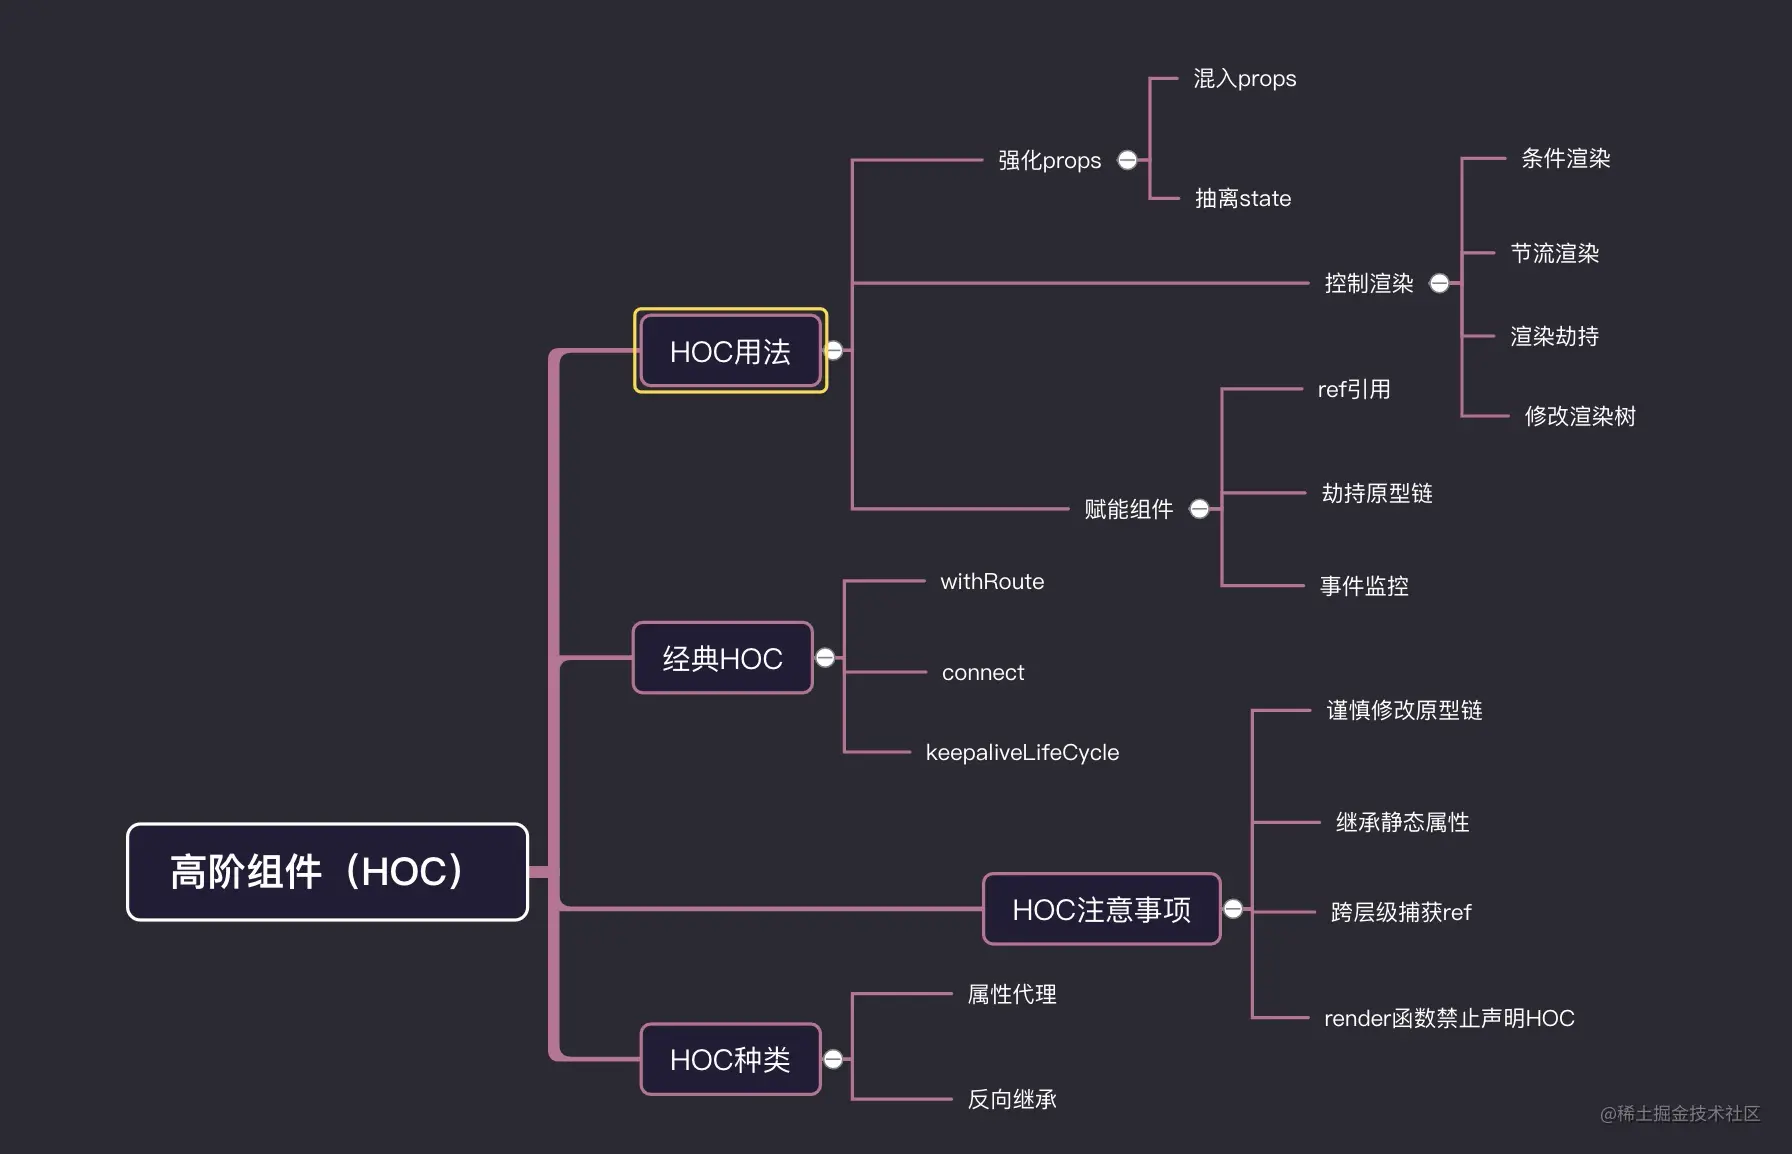 高阶组件（HOC）
HOC用法
强化props
混入props
抽离state
控制渲染
条件渲染
节流渲染
渲染劫持
修改渲染树
赋能组件
ref引用
劫持原型链
事件监控
经典HOC
withRoute
connect
keepaliveLifeCycle
HOC注意事项
谨慎修改原型链
继承静态属性
跨层级捕获ref
render函数禁止声明HOC
HOC种类
属性代理
反向继承
@稀土掘金技术社区